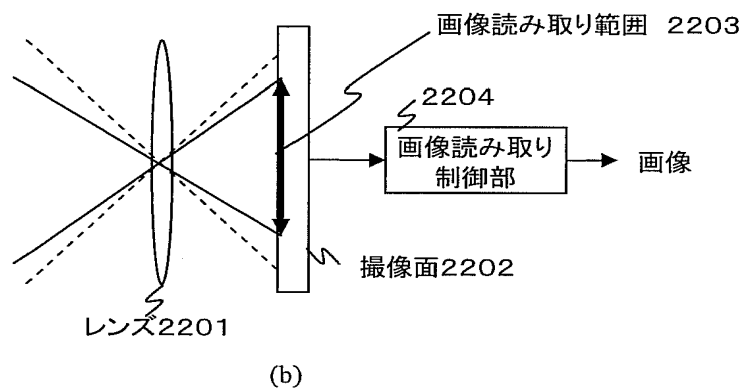 画像読み取り範囲 2203
2204
画像読み取り
制御部
画像
撮像面2202
レンズ2201
(b)